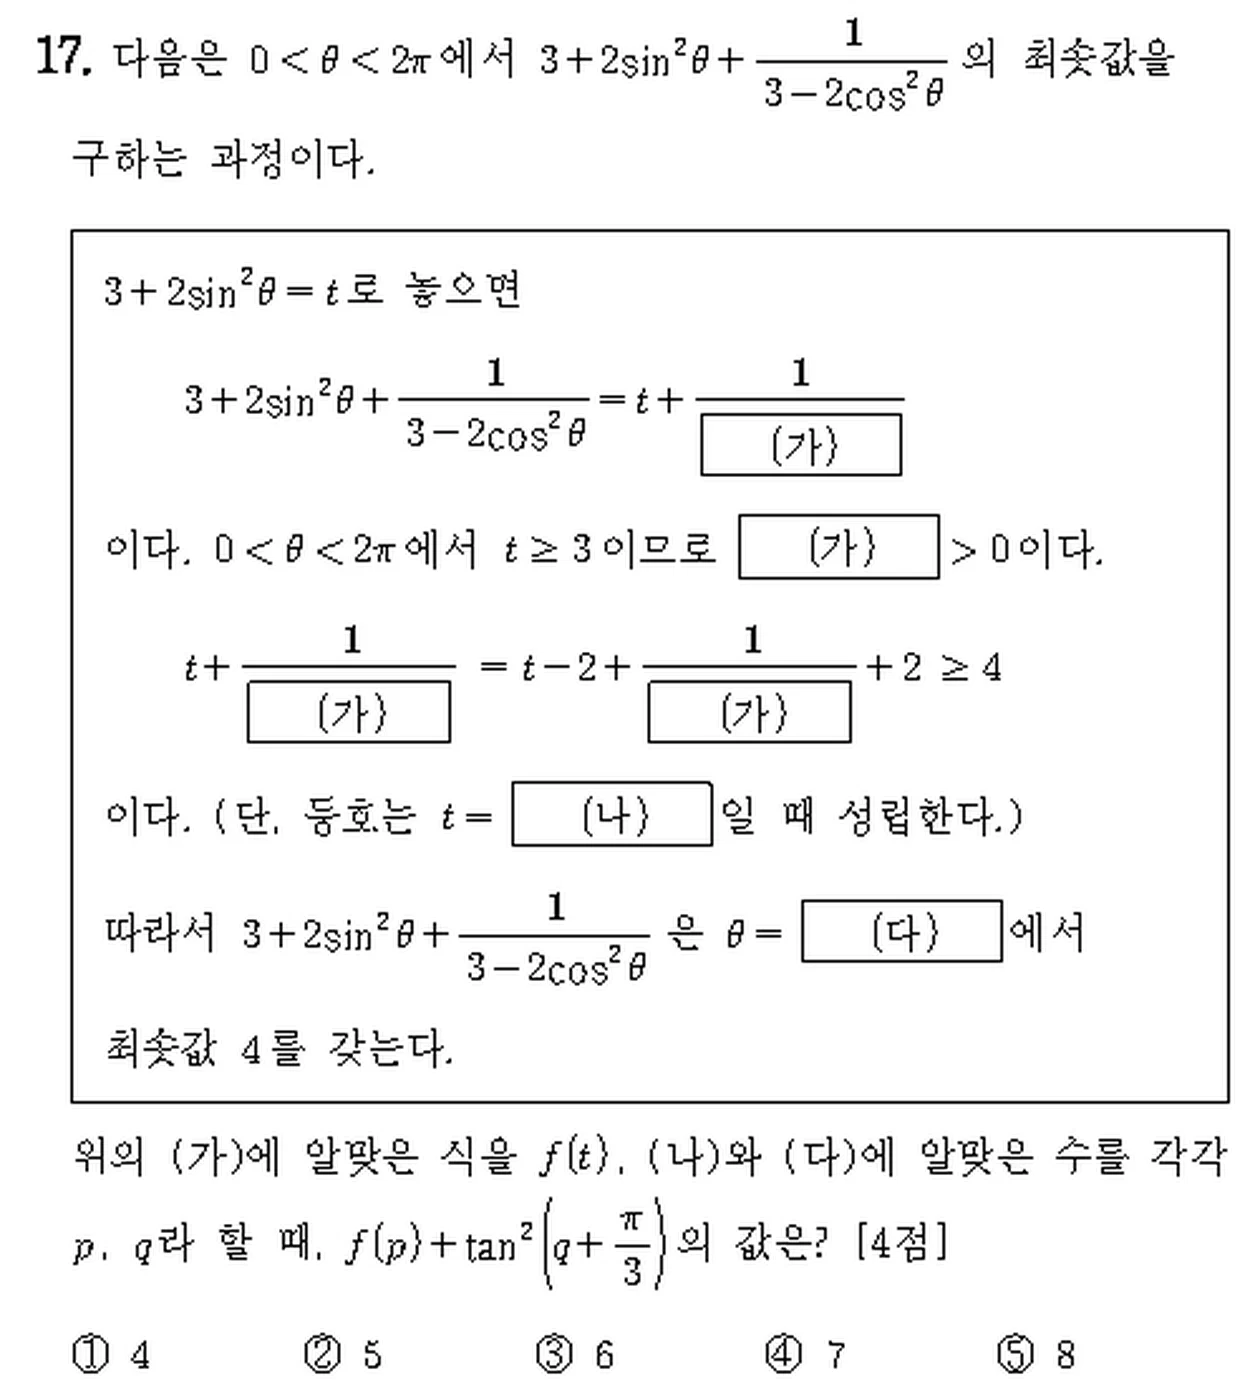 17. 다음은 0 < θ < 2π에서 3+2sin²θ+1/(3−2cos²θ)의 최솟값을
구하는 과정이다.
3+2sin²θ = t로 놓으면
3+2sin²θ+1/(3−2cos²θ) = t+1/(가)
이다. 0 < θ < 2π에서 t ≥ 3이므로 (가) > 0이다.
t+1/(가) = t−2+1/(가)+2 ≥ 4
이다. (단, 등호는 t = (나) 일 때 성립한다.)
따라서 3+2sin²θ+1/(3−2cos²θ)은 θ = (다) 에서
최솟값 4를 갖는다.
위의 (가)에 알맞은 식을 f(t), (나)와 (다)에 알맞은 수를 각각
p, q라 할 때, f(p)+tan²(q+π/3)의 값은? [4점]
① 4 ② 5 ③ 6 ④ 7 ⑤ 8